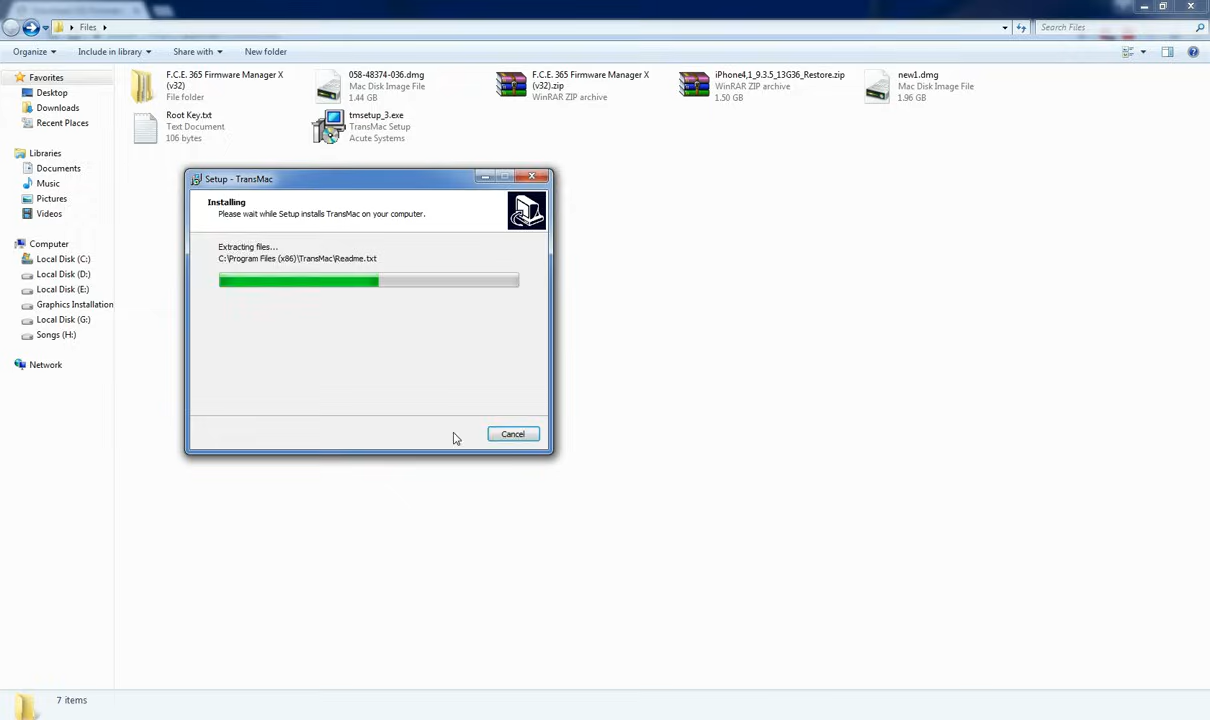 Files
Search Files
Organize
Include in library
Share with
New folder
Favorites
Desktop
Downloads
Recent Places
Libraries
Documents
Music
Pictures
Videos
Computer
Local Disk (C:)
Local Disk (D:)
Local Disk (E:)
Graphics Installation
Local Disk (G:)
Songs (H:)
Network
F.C.E. 365 Firmware Manager X
(v32)
File folder
058-48374-036.dmg
Mac Disk Image File
1.44 GB
F.C.E. 365 Firmware Manager X
(v32).zip
WinRAR ZIP archive
iPhone4,1_9.3.5_13G36_Restore.zip
WinRAR ZIP archive
1.50 GB
new1.dmg
Mac Disk Image File
1.96 GB
Root Key.txt
Text Document
106 bytes
tmsetup_3.exe
TransMac Setup
Acute Systems
Setup - TransMac
Installing
Please wait while Setup installs TransMac on your computer.
Extracting files...
C:\Program Files (x86)\TransMac\Readme.txt
Cancel
7 items